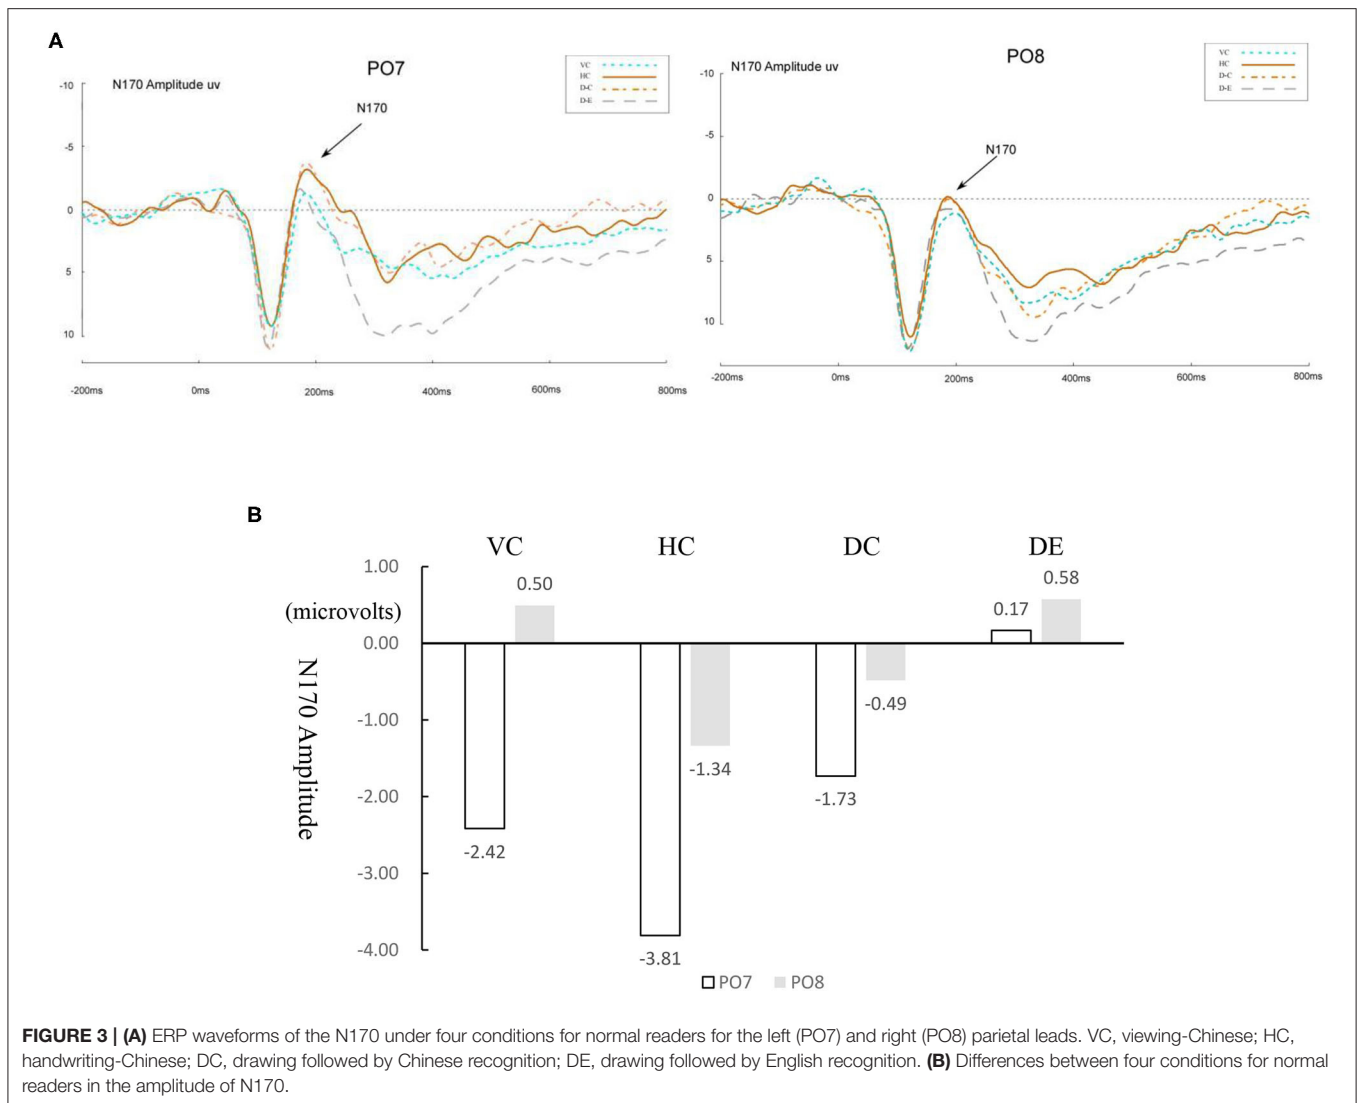 A
PO7
N170 Amplitude uv
VC
HC
D-C
D-E
N170
-10
-5
0
5
10
-200ms 0ms 200ms 400ms 600ms 800ms
PO8
N170 Amplitude uv
VC
HC
D-C
D-E
N170
-10
-5
0
5
10
-200ms 0ms 200ms 400ms 600ms 800ms
B
VC HC DC DE
1.00
(microvolts)
0.00
-1.00
-2.00
-3.00
-4.00
N170 Amplitude
0.50
0.17
0.58
-2.42
-3.81
-1.34
-1.73
-0.49
PO7 PO8
FIGURE 3 | (A) ERP waveforms of the N170 under four conditions for normal readers for the left (PO7) and right (PO8) parietal leads. VC, viewing-Chinese; HC,
handwriting-Chinese; DC, drawing followed by Chinese recognition; DE, drawing followed by English recognition. (B) Differences between four conditions for normal
readers in the amplitude of N170.